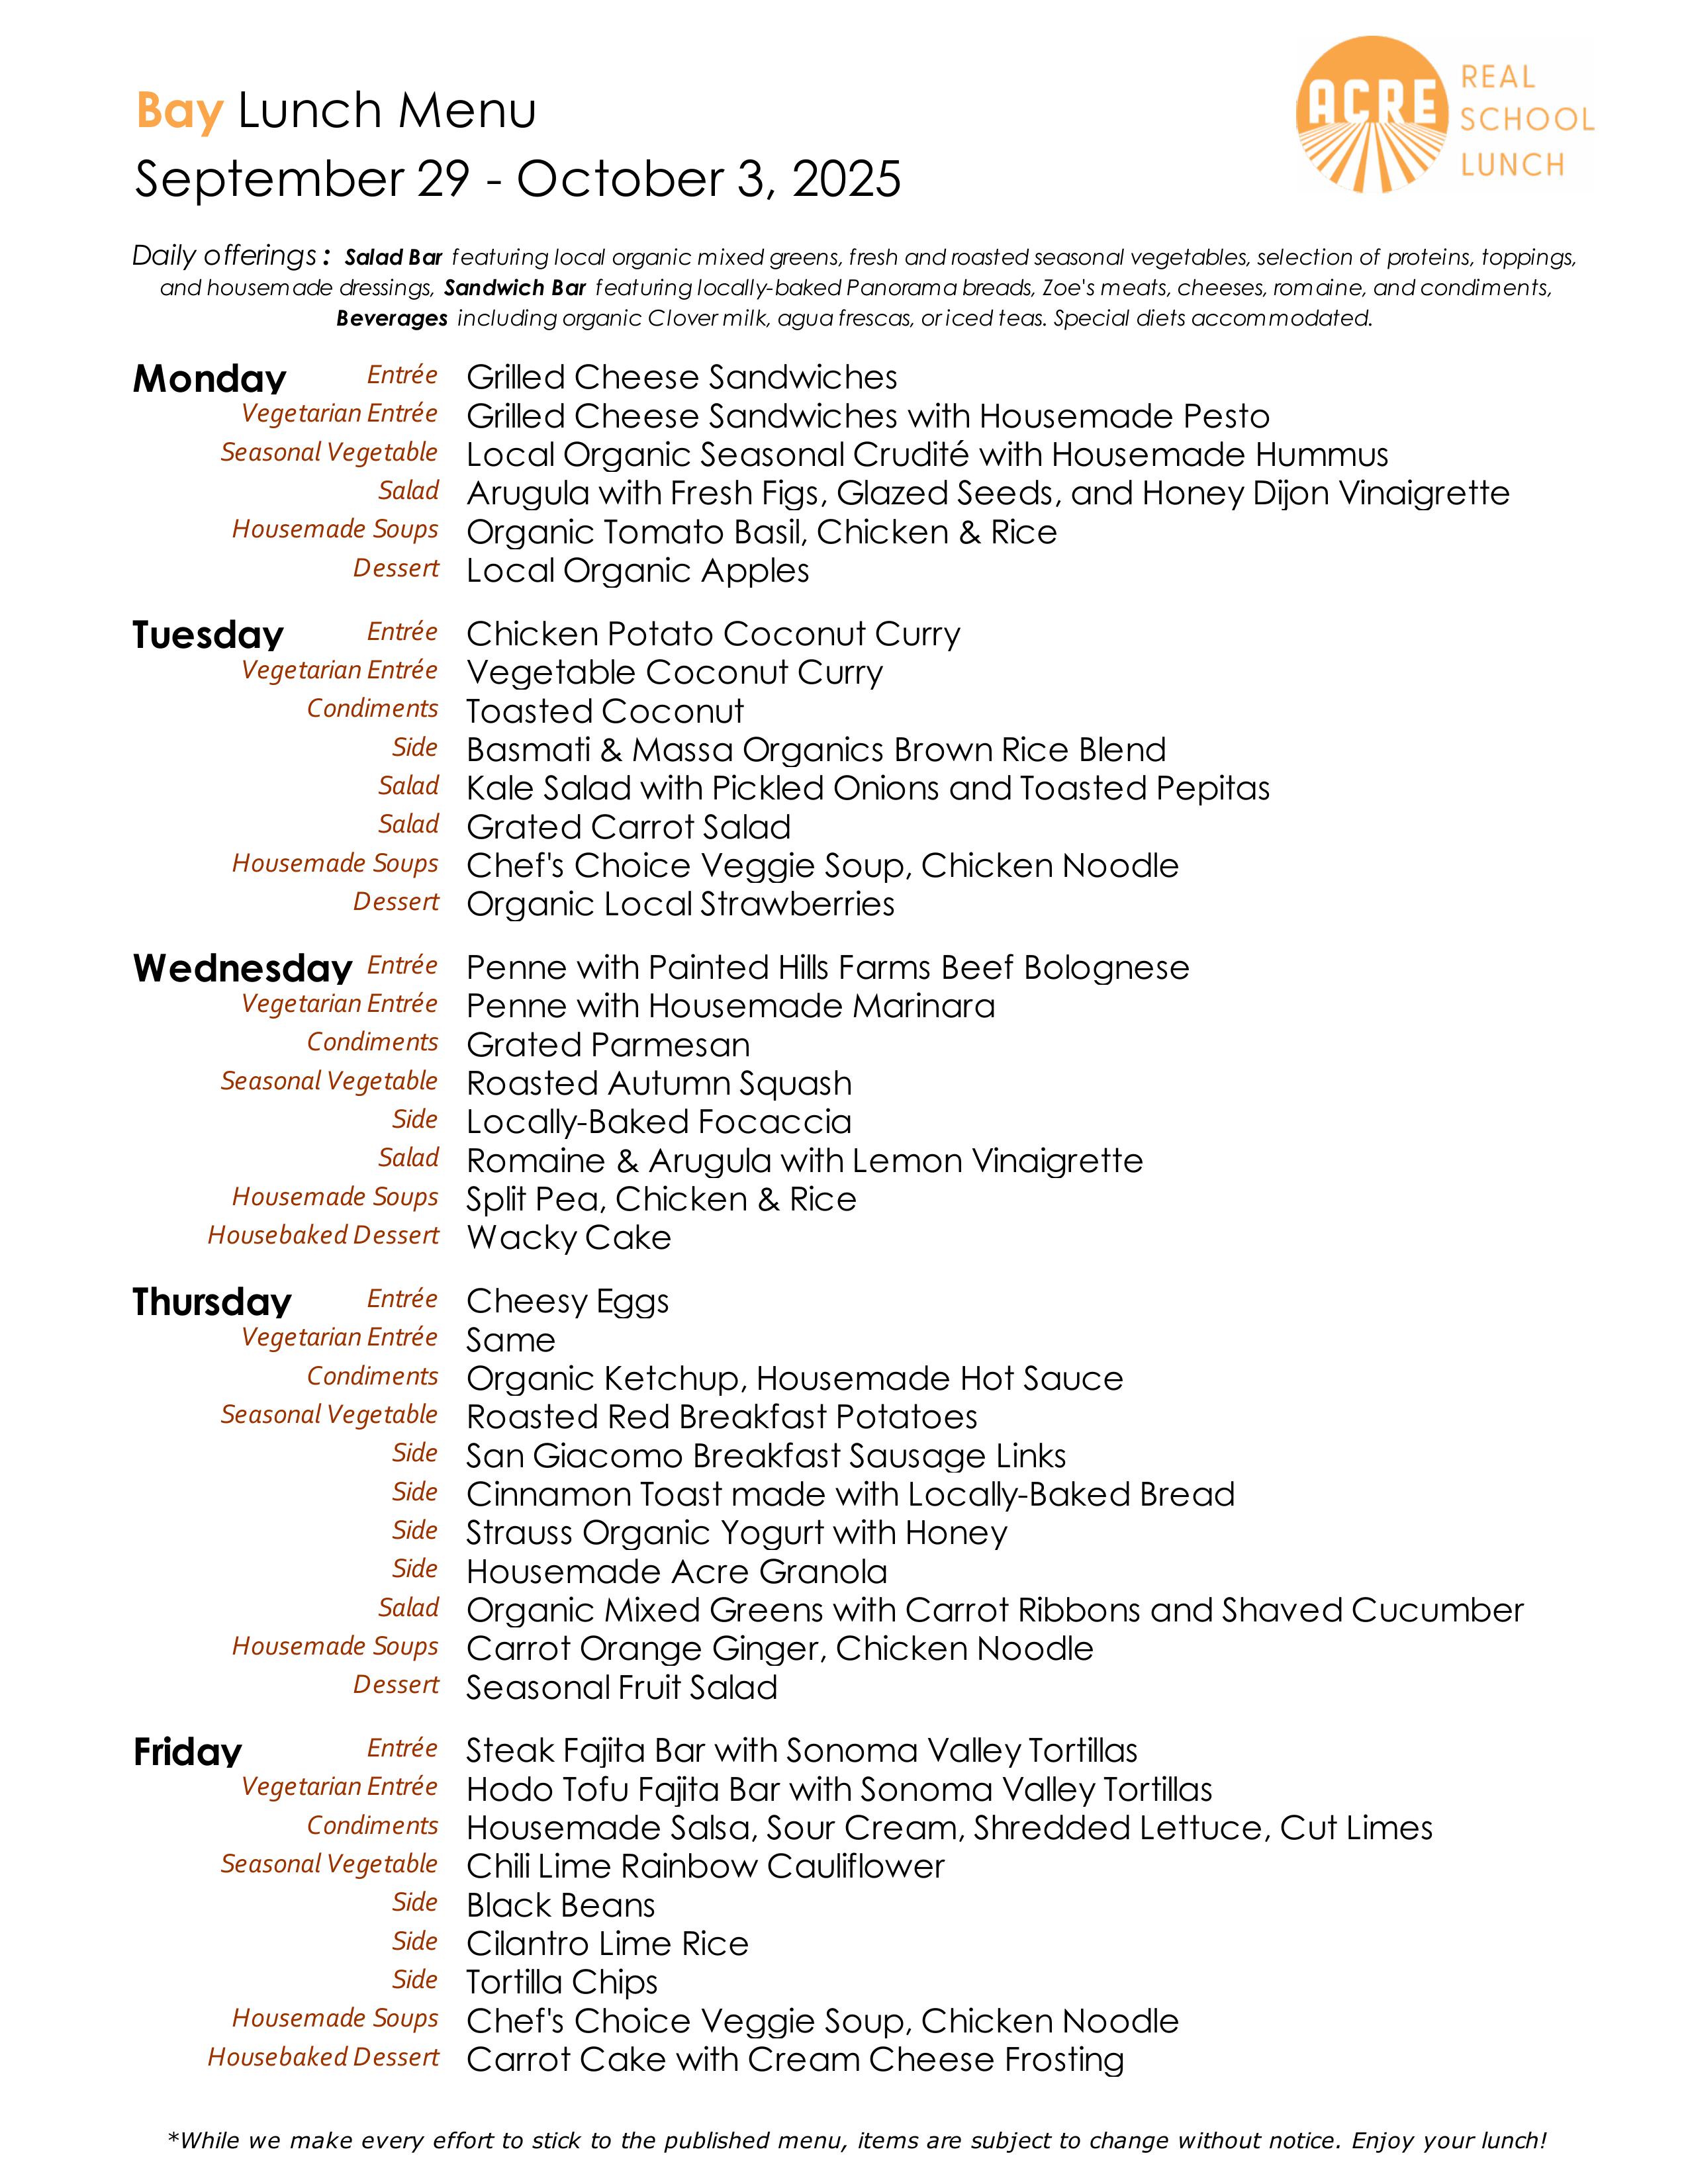 Bay Lunch Menu
September 29 - October 3, 2025
ACRE
REAL
SCHOOL
LUNCH
Daily offerings: Salad Bar featuring local organic mixed greens, fresh and roasted seasonal vegetables, selection of proteins, toppings,
and housemade dressings, Sandwich Bar featuring locally-baked Panorama breads, Zoe's meats, cheeses, romaine, and condiments,
Beverages including organic Clover milk, agua frescas, or iced teas. Special diets accommodated.
Monday Entrée Grilled Cheese Sandwiches
Vegetarian Entrée Grilled Cheese Sandwiches with Housemade Pesto
Seasonal Vegetable Local Organic Seasonal Crudité with Housemade Hummus
Salad Arugula with Fresh Figs, Glazed Seeds, and Honey Dijon Vinaigrette
Housemade Soups Organic Tomato Basil, Chicken & Rice
Dessert Local Organic Apples
Tuesday Entrée Chicken Potato Coconut Curry
Vegetarian Entrée Vegetable Coconut Curry
Condiments Toasted Coconut
Side Basmati & Massa Organics Brown Rice Blend
Salad Kale Salad with Pickled Onions and Toasted Pepitas
Salad Grated Carrot Salad
Housemade Soups Chef's Choice Veggie Soup, Chicken Noodle
Dessert Organic Local Strawberries
Wednesday Entrée Penne with Painted Hills Farms Beef Bolognese
Vegetarian Entrée Penne with Housemade Marinara
Condiments Grated Parmesan
Seasonal Vegetable Roasted Autumn Squash
Side Locally-Baked Focaccia
Salad Romaine & Arugula with Lemon Vinaigrette
Housemade Soups Split Pea, Chicken & Rice
Housebaked Dessert Wacky Cake
Thursday Entrée Cheesy Eggs
Vegetarian Entrée Same
Condiments Organic Ketchup, Housemade Hot Sauce
Seasonal Vegetable Roasted Red Breakfast Potatoes
Side San Giacomo Breakfast Sausage Links
Side Cinnamon Toast made with Locally-Baked Bread
Side Strauss Organic Yogurt with Honey
Side Housemade Acre Granola
Salad Organic Mixed Greens with Carrot Ribbons and Shaved Cucumber
Housemade Soups Carrot Orange Ginger, Chicken Noodle
Dessert Seasonal Fruit Salad
Friday Entrée Steak Fajita Bar with Sonoma Valley Tortillas
Vegetarian Entrée Hodo Tofu Fajita Bar with Sonoma Valley Tortillas
Condiments Housemade Salsa, Sour Cream, Shredded Lettuce, Cut Limes
Seasonal Vegetable Chili Lime Rainbow Cauliflower
Side Black Beans
Side Cilantro Lime Rice
Side Tortilla Chips
Housemade Soups Chef's Choice Veggie Soup, Chicken Noodle
Housebaked Dessert Carrot Cake with Cream Cheese Frosting
*While we make every effort to stick to the published menu, items are subject to change without notice. Enjoy your lunch!